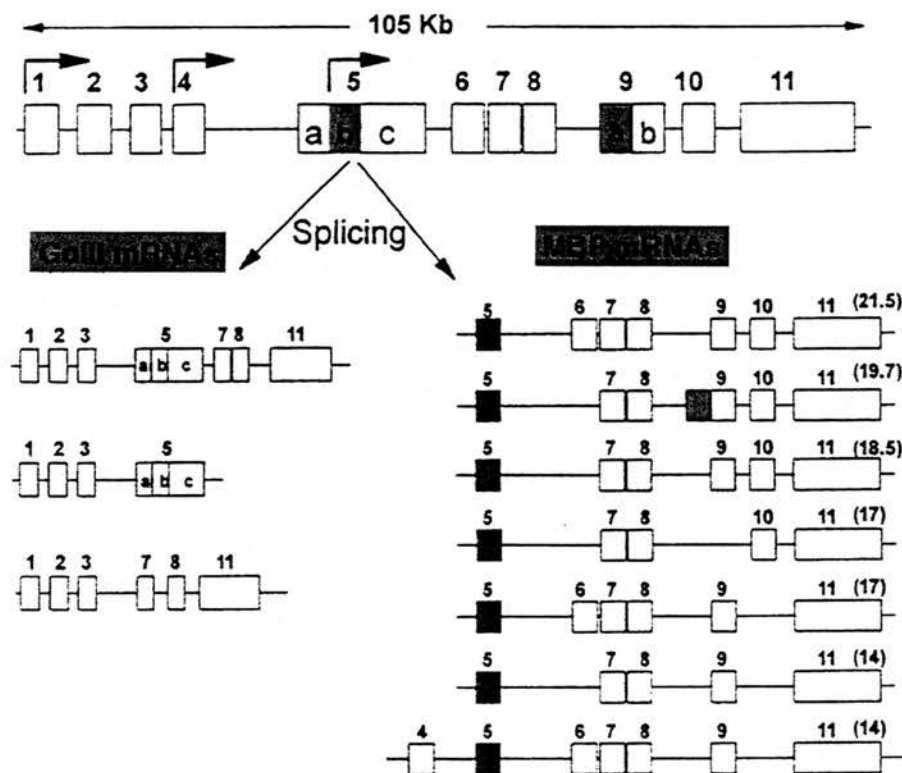 105 Kb
1 2 3 4 5 6 7 8 9 10 11
a b c a b
Golli mRNAs
Splicing
MBP mRNAs
5 6 7 8 9 10 11 (21.5)
1 2 3 5 7 8 11
a b c
5 7 8 9 10 11 (19.7)
1 2 3 5
a b c
5 7 8 9 10 11 (18.5)
5 7 8 10 11 (17)
1 2 3 7 8 11
5 6 7 8 9 11 (17)
5 7 8 9 11 (14)
4 5 6 7 8 9 11 (14)